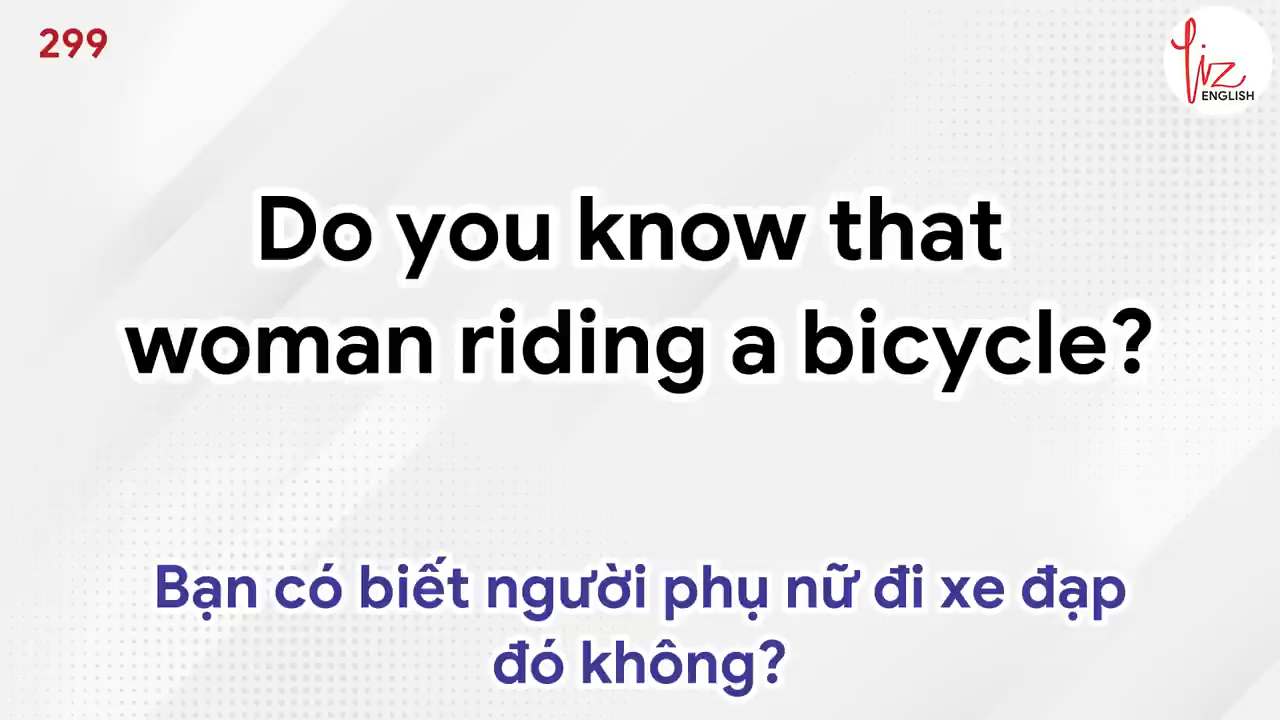 299
Liz
ENGLISH
Do you know that
woman riding a bicycle?
Bạn có biết người phụ nữ đi xe đạp
đó không?